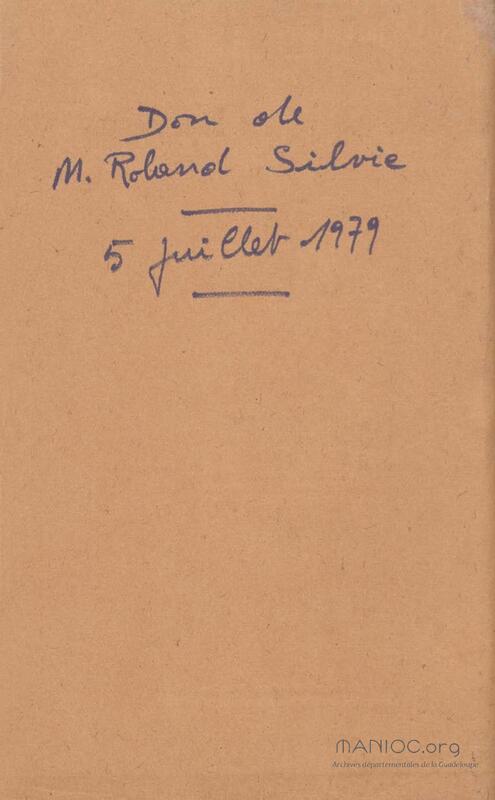 Don de
M. Roland Silvie
5 juillet 1979
MANIOC.org
Archives départementales de la Guadeloupe